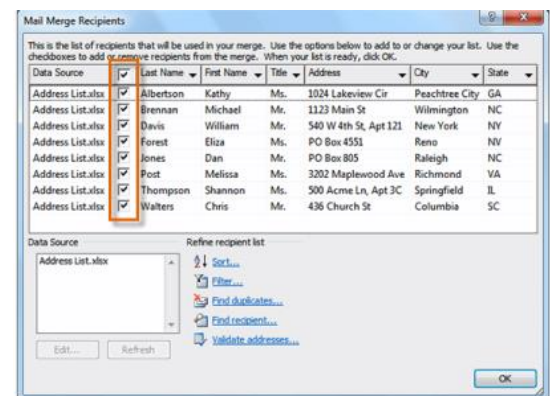 Mail Merge Recipients
This is the list of recipients that will be used in your merge. Use the options below to add to or change your list. Use the
checkboxes to add or remove recipients from the merge. When your list is ready, click OK.
Data Source Last Name First Name Title Address City State
Address List.xlsx Albertson Kathy Ms. 1024 Lakeview Cir Peachtree City GA
Address List.xlsx Brennan Michael Mr. 1123 Main St Wilmington NC
Address List.xlsx Davis William Mr. 540 W 4th St, Apt 121 New York NY
Address List.xlsx Forest Eliza Ms. PO Box 4551 Reno NV
Address List.xlsx Jones Dan Mr. PO Box 805 Raleigh NC
Address List.xlsx Post Melissa Ms. 3202 Maplewood Ave Richmond VA
Address List.xlsx Thompson Shannon Ms. 500 Acme Ln, Apt 3C Springfield IL
Address List.xlsx Walters Chris Mr. 436 Church St Columbia SC
Data Source Refine recipient list
Address List.xlsx
Sort...
Filter...
Find duplicates...
Find recipient...
Validate addresses...
Edit... Refresh
OK